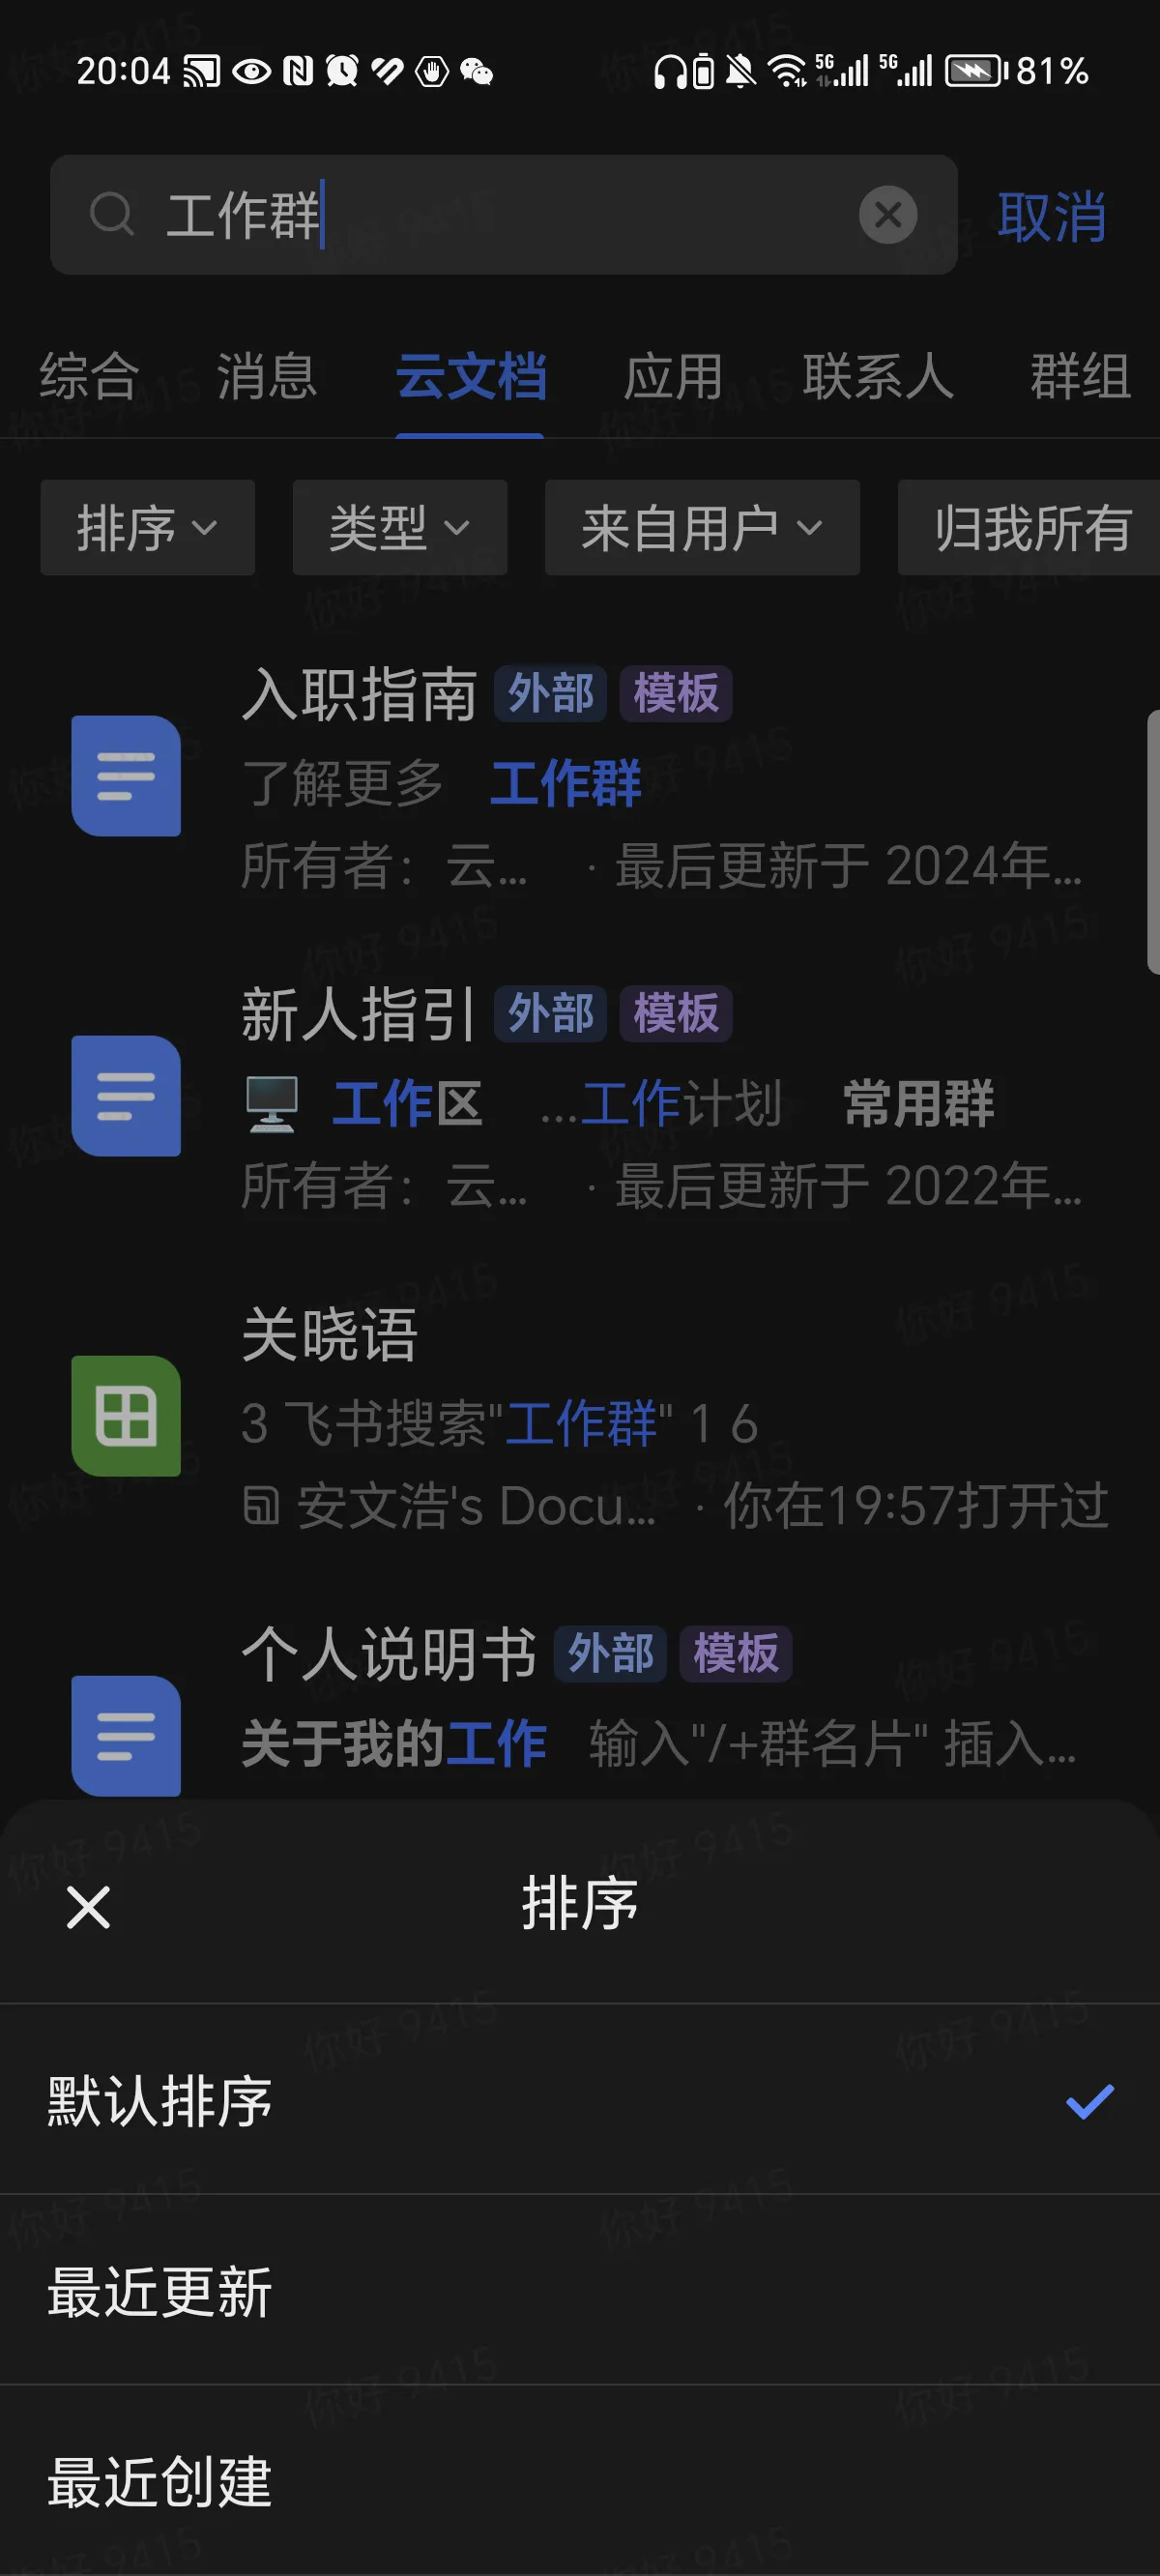 20:04 5G 5G 81%
工作群 取消
综合 消息 云文档 应用 联系人 群组
排序 类型 来自用户 归我所有
入职指南 外部 模板
了解更多 工作群
所有者：云... · 最后更新于 2024年...
新人指引 外部 模板
工作区 ...工作计划 常用群
所有者：云... · 最后更新于 2022年...
关晓语
3 飞书搜索"工作群" 1 6
安文浩's Docu... · 你在19:57打开过
个人说明书 外部 模板
关于我的工作 输入"/+群名片" 插入...
排序
默认排序
最近更新
最近创建
你好 9415